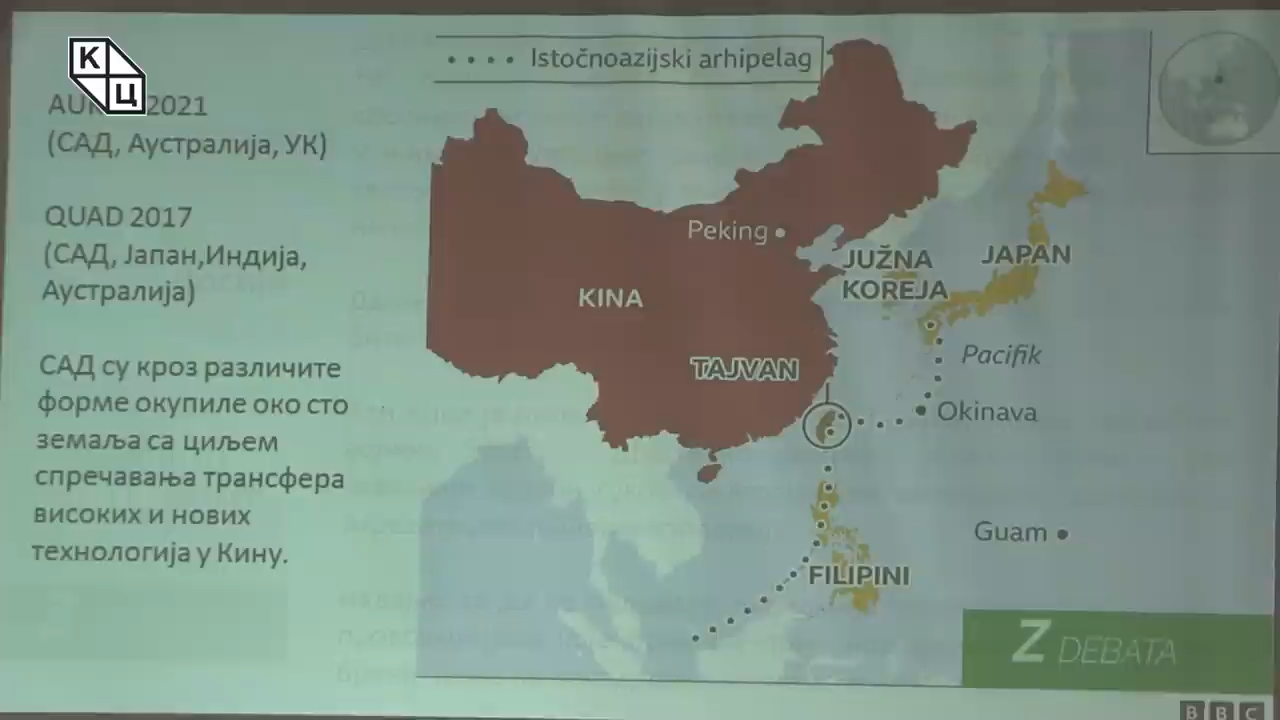 К
Ц
2021
(САД, Аустралија, УК)
QUAD 2017
(САД, Јапан,Индија,
Аустралија)
САД су кроз различите
форме окупиле око сто
земаља са циљем
спречавања трансфера
високих и нових
технологија у Кину.
Istočnoazijski arhipelag
Peking
KINA
TAJVAN
JUŽNA
KOREJA
JAPAN
Pacifik
Okinava
Guam
FILIPINI
Z DEBATA
BBC